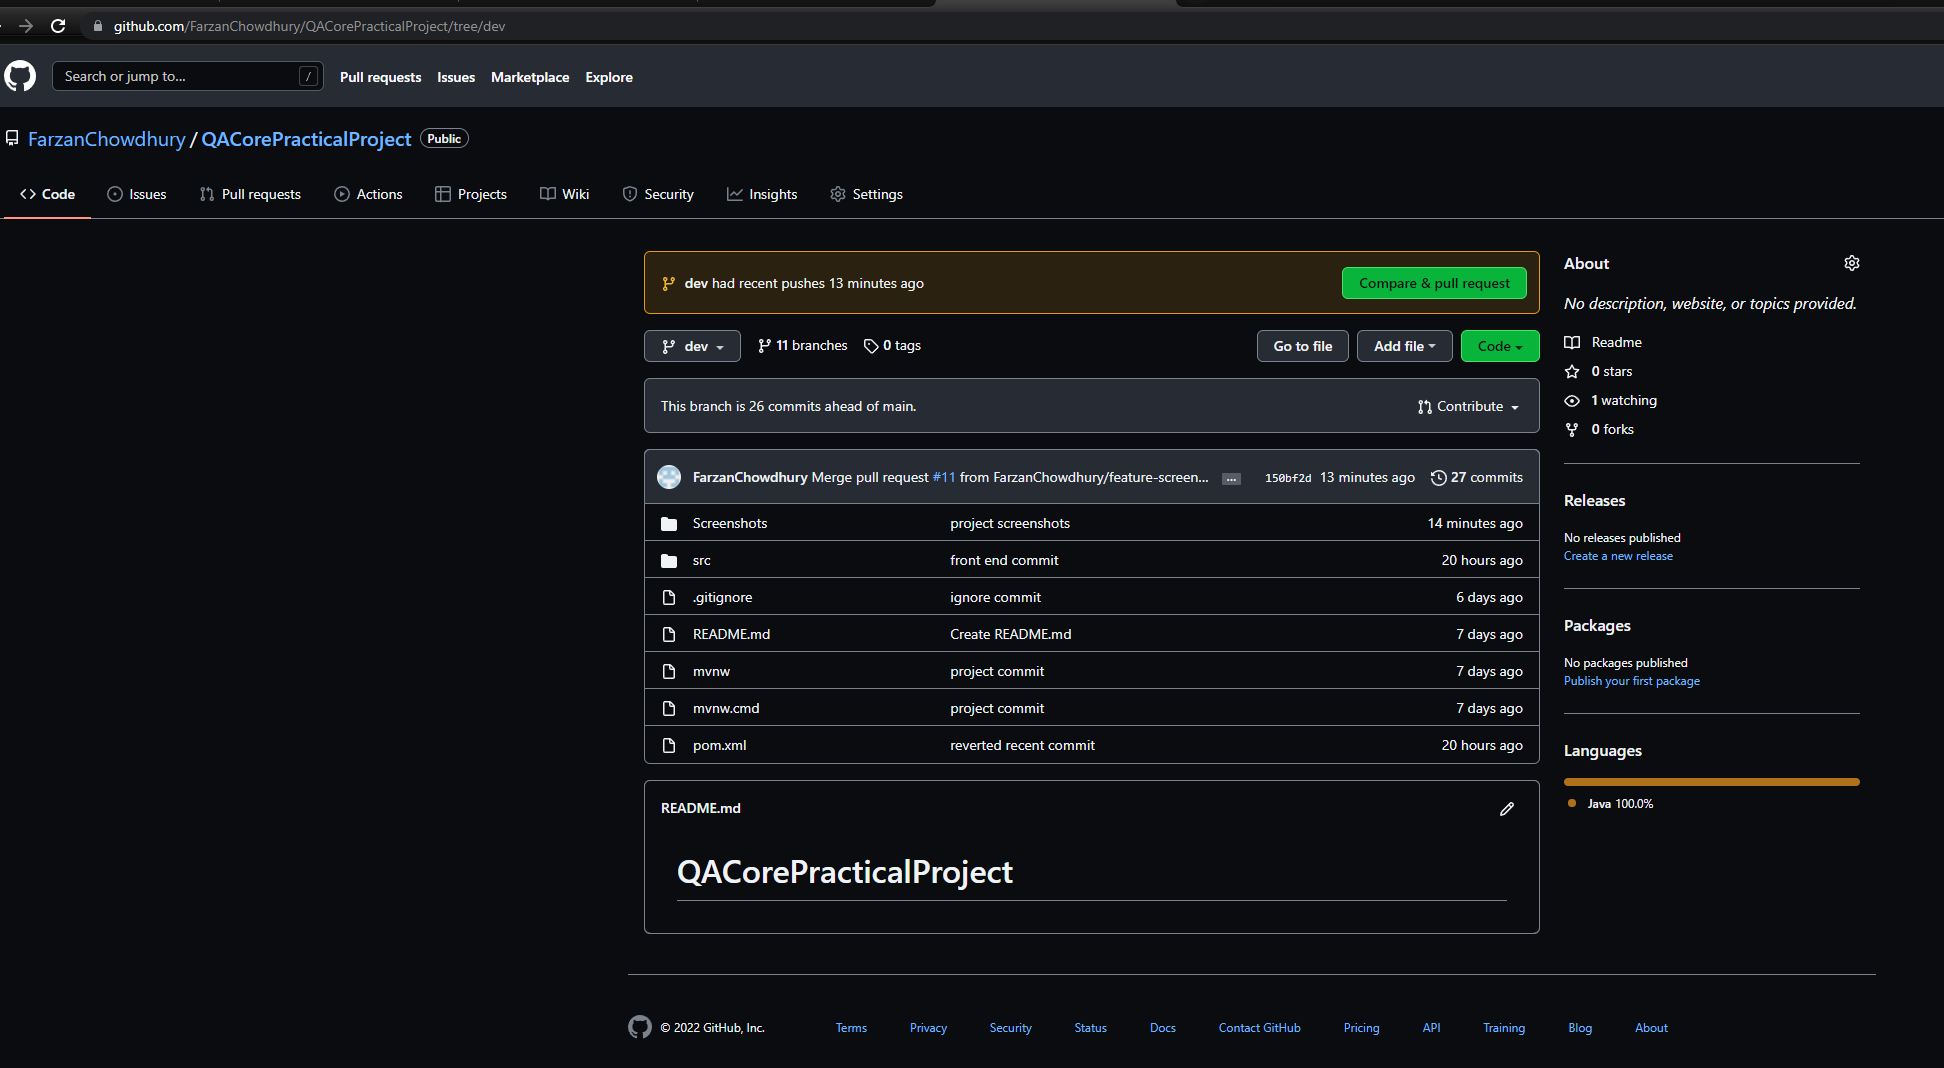 github.com/FarzanChowdhury/QACorePracticalProject/tree/dev
Search or jump to... /
Pull requests Issues Marketplace Explore
FarzanChowdhury / QACorePracticalProject Public
Code Issues Pull requests Actions Projects Wiki Security Insights Settings
dev had recent pushes 13 minutes ago Compare & pull request
dev 11 branches 0 tags Go to file Add file Code
This branch is 26 commits ahead of main. Contribute
FarzanChowdhury Merge pull request #11 from FarzanChowdhury/feature-screen... ... 150bf2d 13 minutes ago 27 commits
Screenshots project screenshots 14 minutes ago
src front end commit 20 hours ago
.gitignore ignore commit 6 days ago
README.md Create README.md 7 days ago
mvnw project commit 7 days ago
mvnw.cmd project commit 7 days ago
pom.xml reverted recent commit 20 hours ago
README.md
QACorePracticalProject
About
No description, website, or topics provided.
Readme
0 stars
1 watching
0 forks
Releases
No releases published
Create a new release
Packages
No packages published
Publish your first package
Languages
Java 100.0%
© 2022 GitHub, Inc. Terms Privacy Security Status Docs Contact GitHub Pricing API Training Blog About